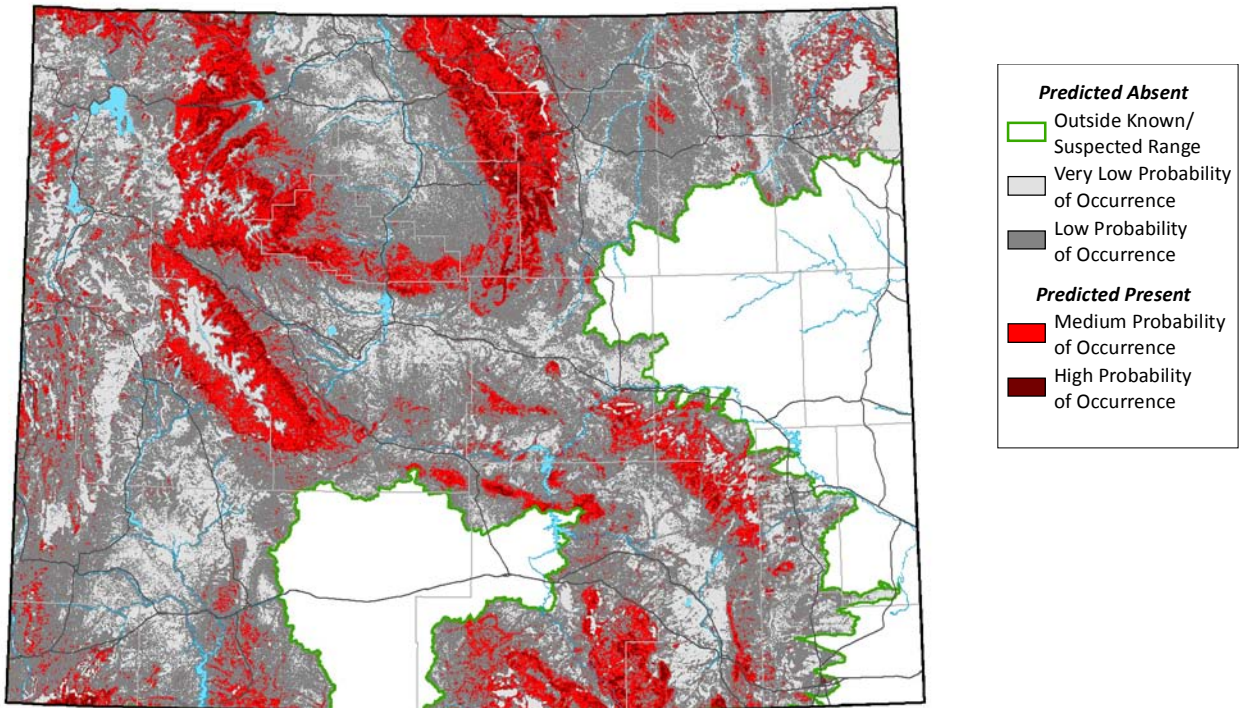 Predicted Absent
Outside Known/
Suspected Range
Very Low Probability
of Occurrence
Low Probability
of Occurrence
Predicted Present
Medium Probability
of Occurrence
High Probability
of Occurrence